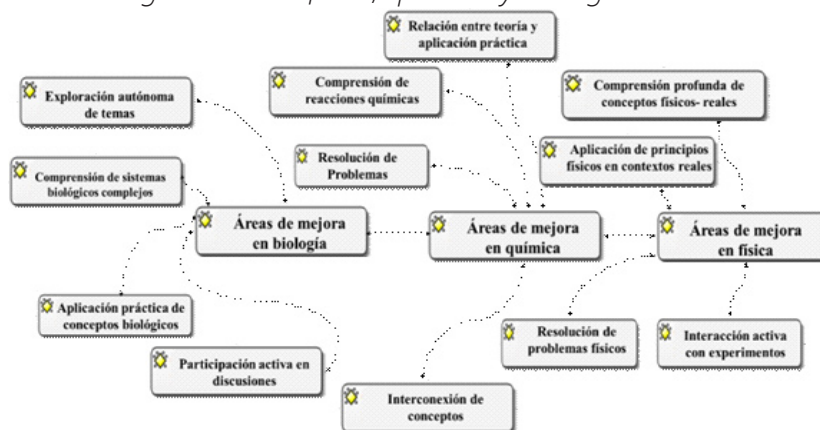 Relación entre teoría y
aplicación práctica
Comprensión de
reacciones químicas
Comprensión profunda de
conceptos físicos- reales
Exploración autónoma
de temas
Resolución de
Problemas
Aplicación de principios
físicos en contextos reales
Comprensión de sistemas
biológicos complejos
Áreas de mejora
en biología
Áreas de mejora
en química
Áreas de mejora
en física
Aplicación práctica de
conceptos biológicos
Resolución de
problemas físicos
Interacción activa
con experimentos
Participación activa en
discusiones
Interconexión de
conceptos